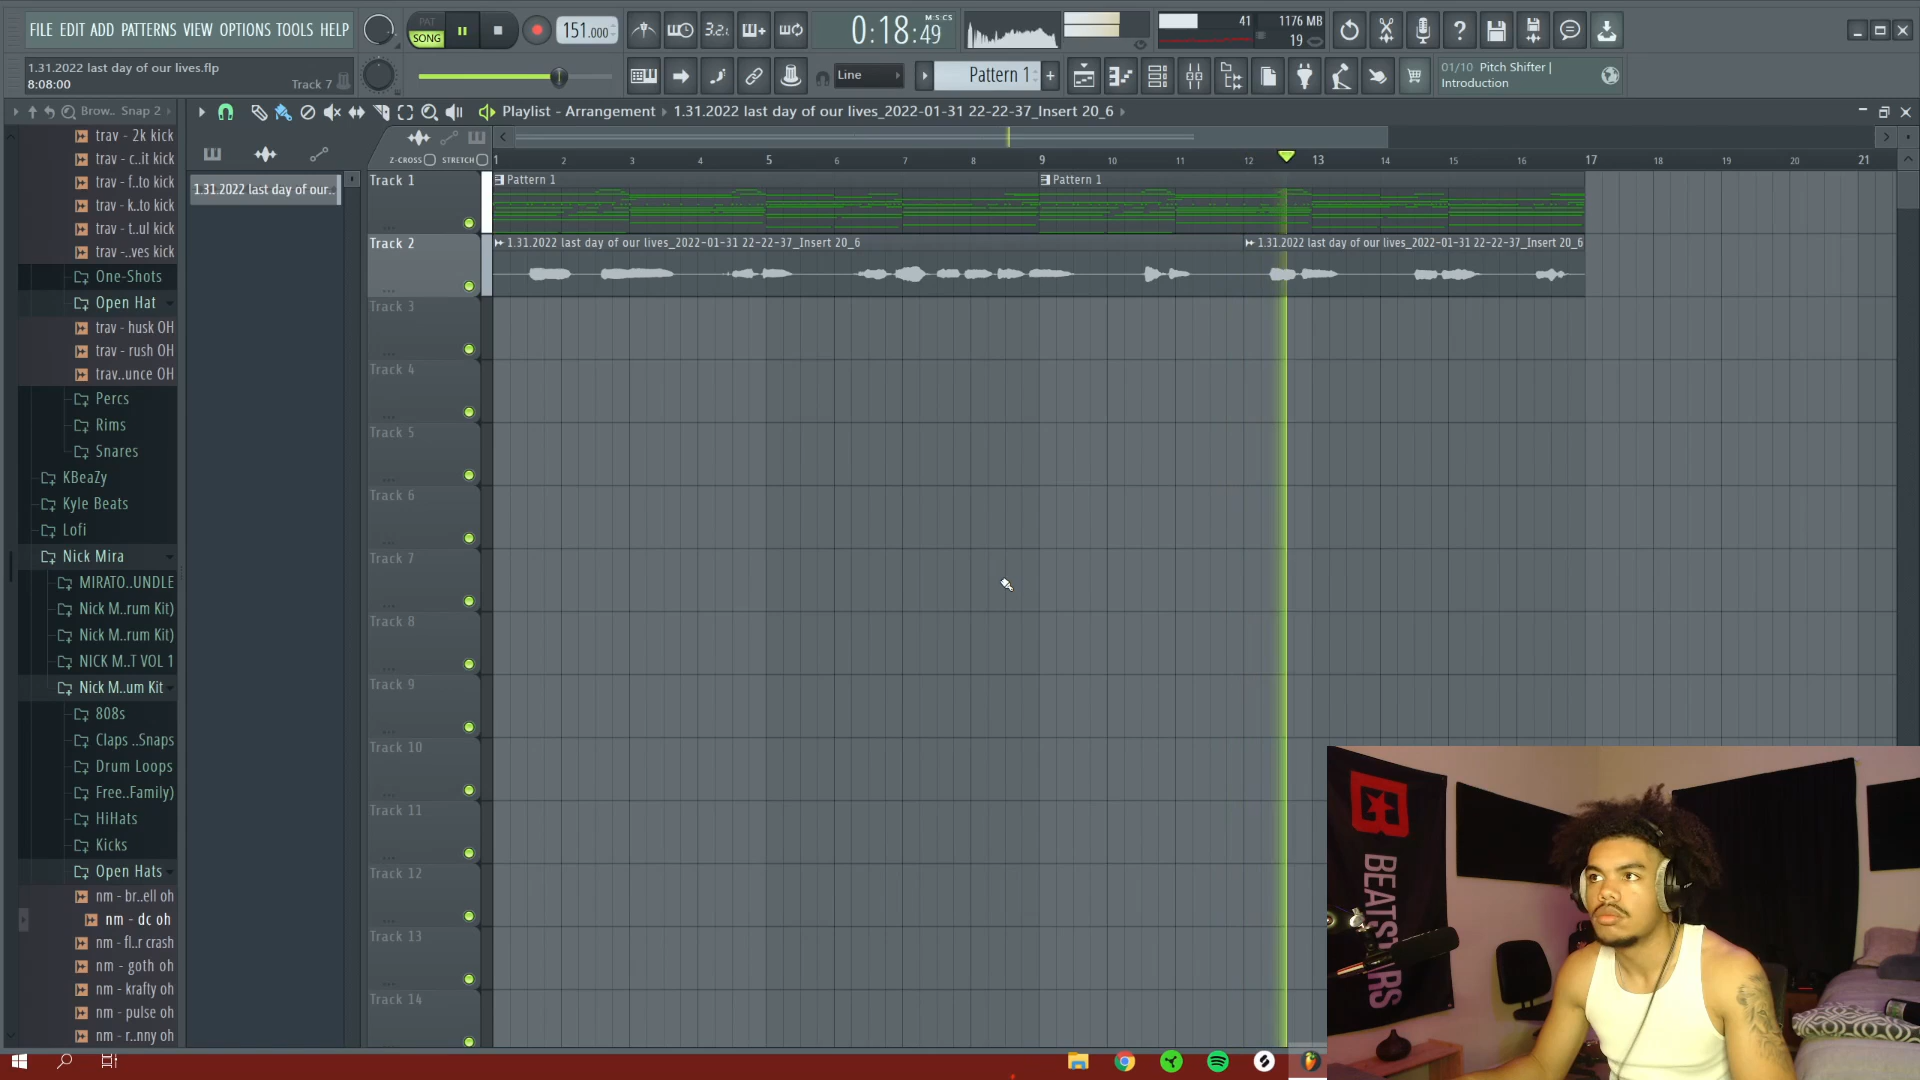 FILE EDIT ADD PATTERNS VIEW OPTIONS TOOLS HELP
PAT
SONG
151.000
3.2.
0:18:49
M:S:CS
41
1176 MB
19
1.31.2022 last day of our lives.flp
8:08:00
Track 7
Line
Pattern 1
01/10 Pitch Shifter |
Introduction
Brow.. Snap 2
Playlist - Arrangement
1.31.2022 last day of our lives_2022-01-31 22-22-37_Insert 20_6
Z-CROSS
STRETCH
1 2 3 4 5 6 7 8 9 10 11 12 13 14 15 16 17 18 19 20 21
1.31.2022 last day of our..
Track 1
Pattern 1
Pattern 1
Track 2
1.31.2022 last day of our lives_2022-01-31 22-22-37_Insert 20_6
1.31.2022 last day of our lives_2022-01-31 22-22-37_Insert 20_6
Track 3
Track 4
Track 5
Track 6
Track 7
Track 8
Track 9
Track 10
Track 11
Track 12
Track 13
Track 14
trav - 2k kick
trav - c..it kick
trav - f..to kick
trav - k..to kick
trav - t..ul kick
trav -..ves kick
One-Shots
Open Hat
trav - husk OH
trav - rush OH
trav..unce OH
Percs
Rims
Snares
KBeaZy
Kyle Beats
Lofi
Nick Mira
MIRATO..UNDLE
Nick M..rum Kit)
Nick M..rum Kit)
NICK M..T VOL 1
Nick M..um Kit
808s
Claps ..Snaps
Drum Loops
Free..Family)
HiHats
Kicks
Open Hats
nm - br..ell oh
nm - dc oh
nm - fl..r crash
nm - goth oh
nm - krafty oh
nm - pulse oh
nm - r..nny oh